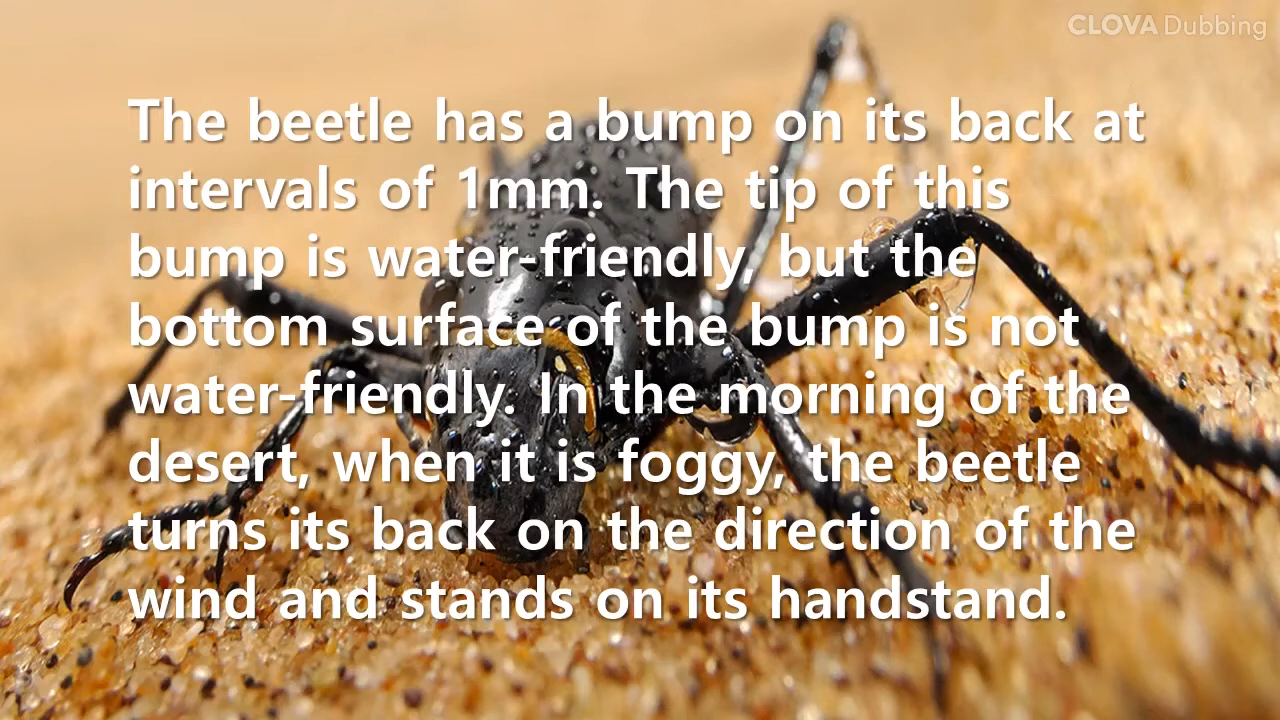 CLOVA Dubbing
The beetle has a bump on its back at
intervals of 1mm. The tip of this
bump is water-friendly, but the
bottom surface of the bump is not
water-friendly. In the morning of the
desert, when it is foggy, the beetle
turns its back on the direction of the
wind and stands on its handstand.